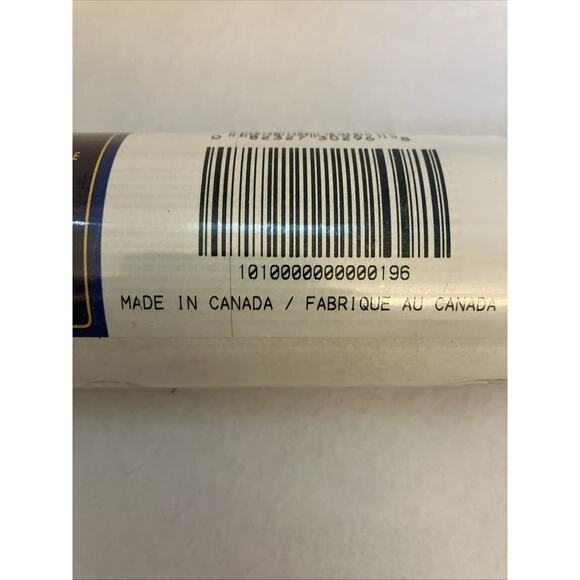 1010000000000196
MADE IN CANADA / FABRIQUE AU CANADA